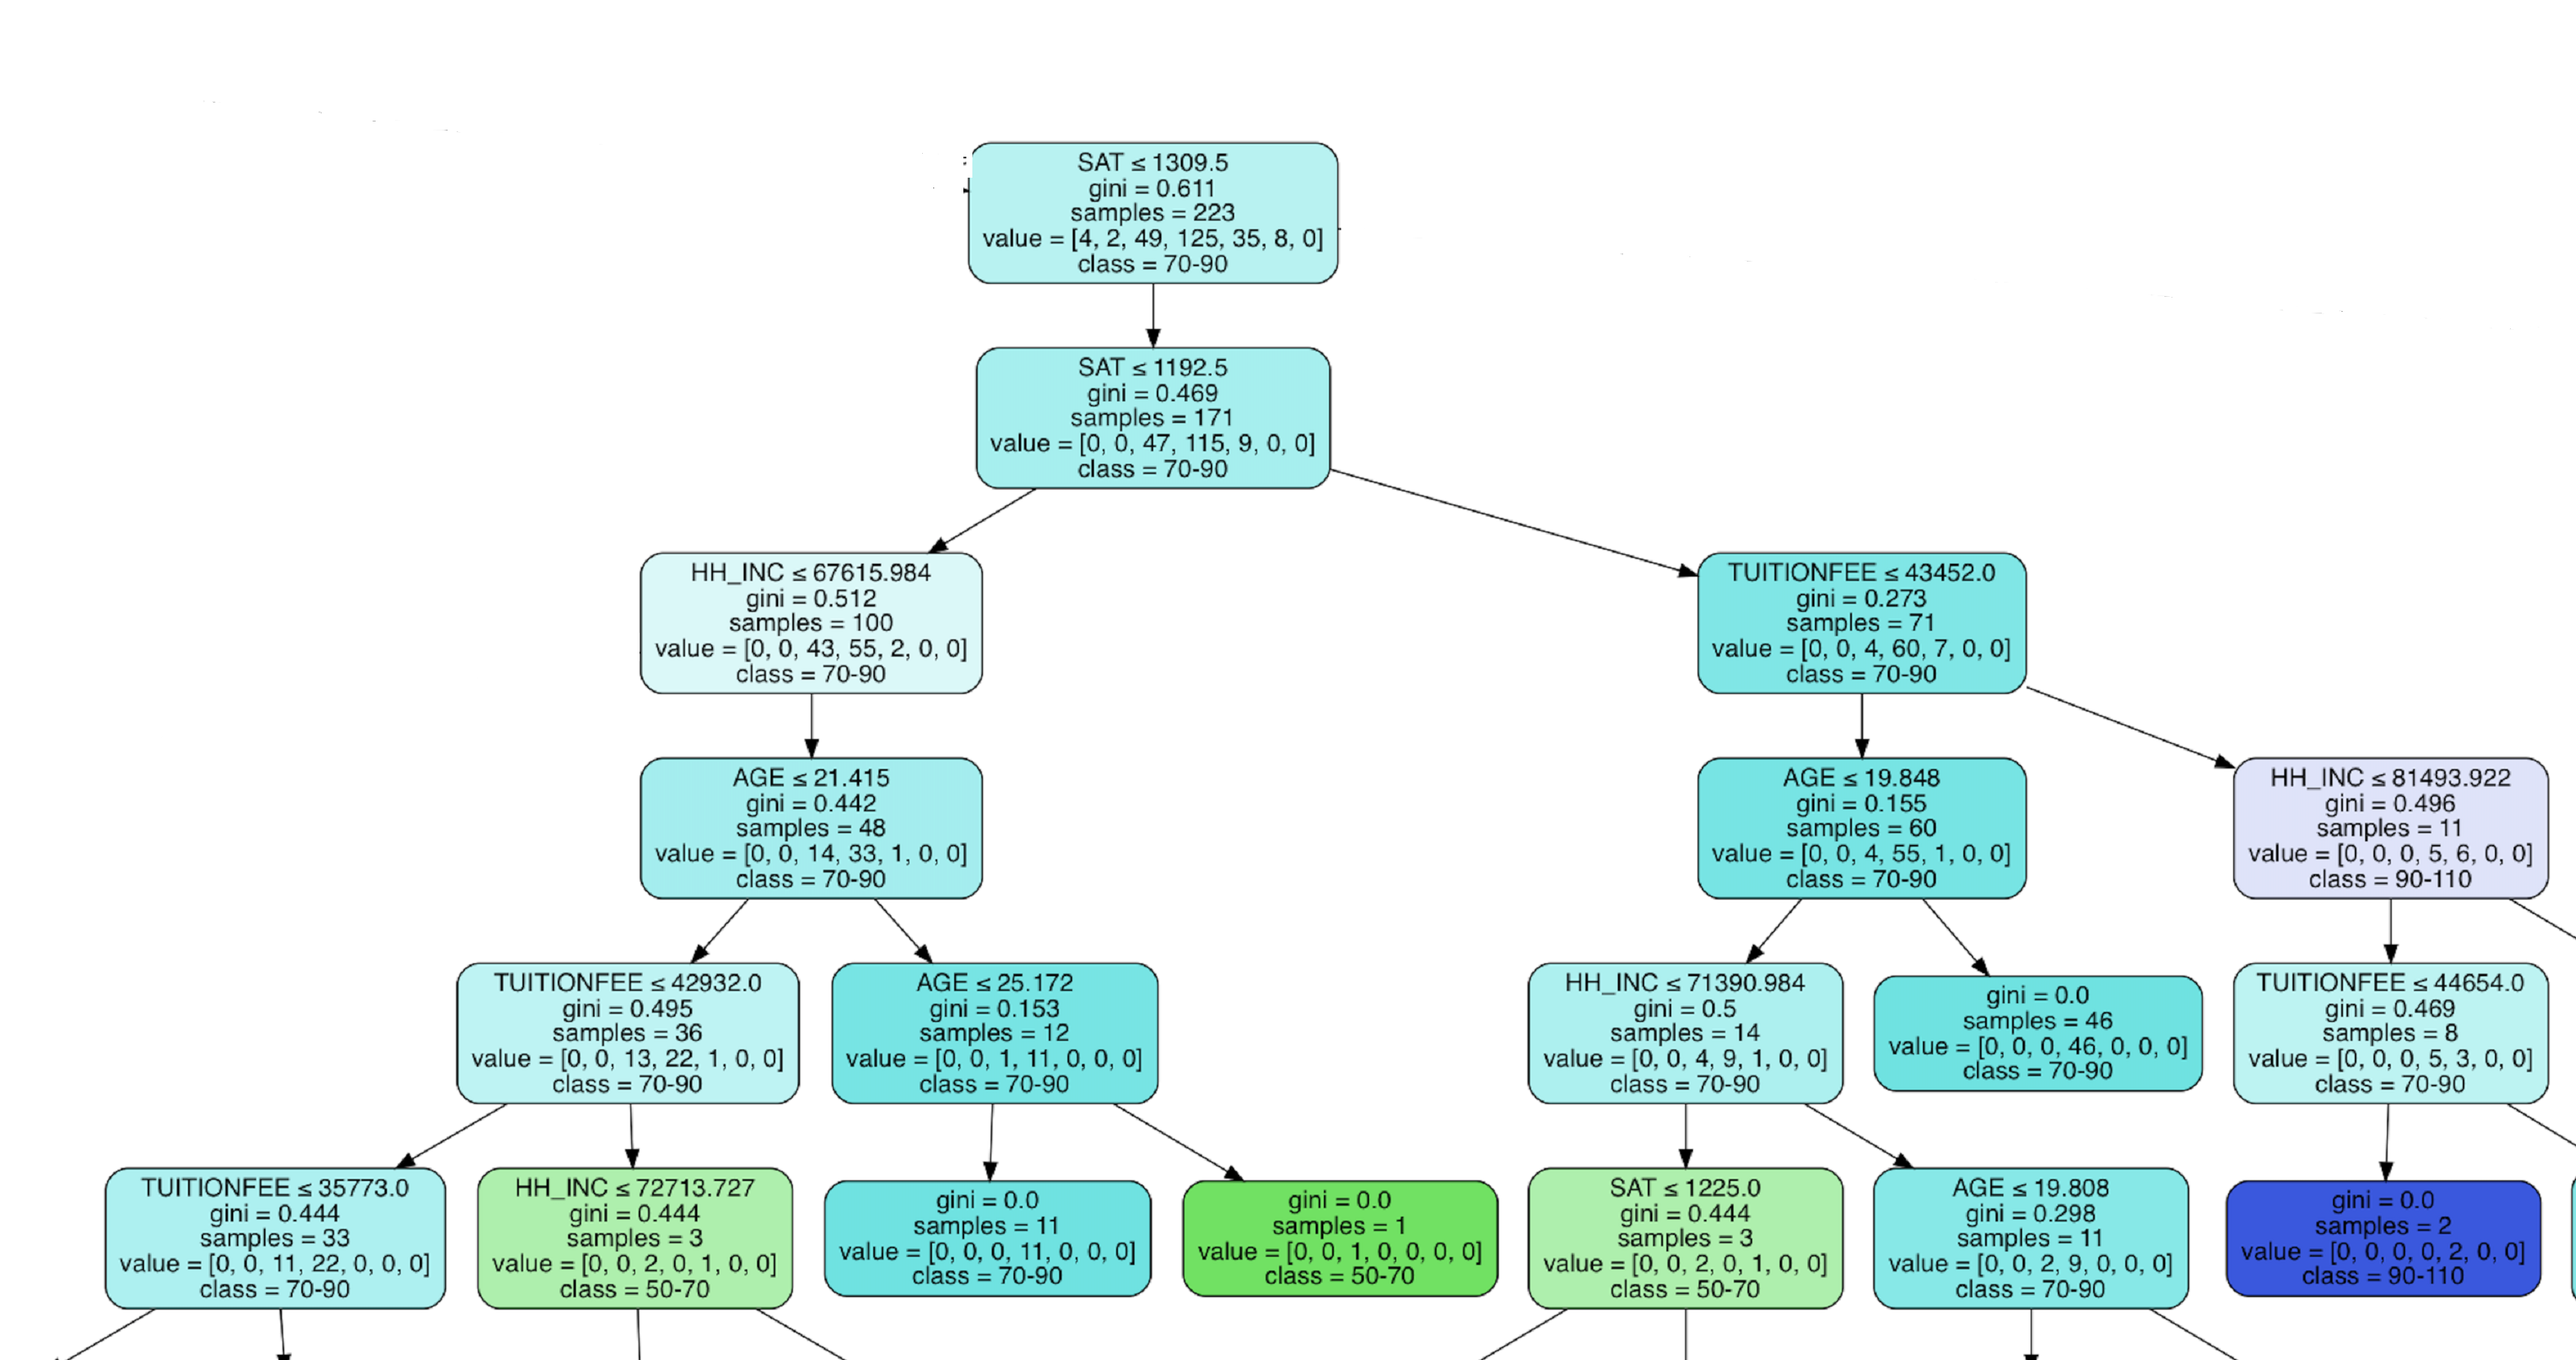 SAT ≤ 1309.5
gini = 0.611
samples = 223
value = [4, 2, 49, 125, 35, 8, 0]
class = 70-90
SAT ≤ 1192.5
gini = 0.469
samples = 171
value = [0, 0, 47, 115, 9, 0, 0]
class = 70-90
HH_INC ≤ 67615.984
gini = 0.512
samples = 100
value = [0, 0, 43, 55, 2, 0, 0]
class = 70-90
TUITIONFEE ≤ 43452.0
gini = 0.273
samples = 71
value = [0, 0, 4, 60, 7, 0, 0]
class = 70-90
AGE ≤ 21.415
gini = 0.442
samples = 48
value = [0, 0, 14, 33, 1, 0, 0]
class = 70-90
AGE ≤ 19.848
gini = 0.155
samples = 60
value = [0, 0, 4, 55, 1, 0, 0]
class = 70-90
HH_INC ≤ 81493.922
gini = 0.496
samples = 11
value = [0, 0, 0, 5, 6, 0, 0]
class = 90-110
TUITIONFEE ≤ 42932.0
gini = 0.495
samples = 36
value = [0, 0, 13, 22, 1, 0, 0]
class = 70-90
AGE ≤ 25.172
gini = 0.153
samples = 12
value = [0, 0, 1, 11, 0, 0, 0]
class = 70-90
HH_INC ≤ 71390.984
gini = 0.5
samples = 14
value = [0, 0, 4, 9, 1, 0, 0]
class = 70-90
gini = 0.0
samples = 46
value = [0, 0, 0, 46, 0, 0, 0]
class = 70-90
TUITIONFEE ≤ 44654.0
gini = 0.469
samples = 8
value = [0, 0, 0, 5, 3, 0, 0]
class = 70-90
TUITIONFEE ≤ 35773.0
gini = 0.444
samples = 33
value = [0, 0, 11, 22, 0, 0, 0]
class = 70-90
HH_INC ≤ 72713.727
gini = 0.444
samples = 3
value = [0, 0, 2, 0, 1, 0, 0]
class = 50-70
gini = 0.0
samples = 11
value = [0, 0, 0, 11, 0, 0, 0]
class = 70-90
gini = 0.0
samples = 1
value = [0, 0, 1, 0, 0, 0, 0]
class = 50-70
SAT ≤ 1225.0
gini = 0.444
samples = 3
value = [0, 0, 2, 0, 1, 0, 0]
class = 50-70
AGE ≤ 19.808
gini = 0.298
samples = 11
value = [0, 0, 2, 9, 0, 0, 0]
class = 70-90
gini = 0.0
samples = 2
value = [0, 0, 0, 0, 2, 0, 0]
class = 90-110